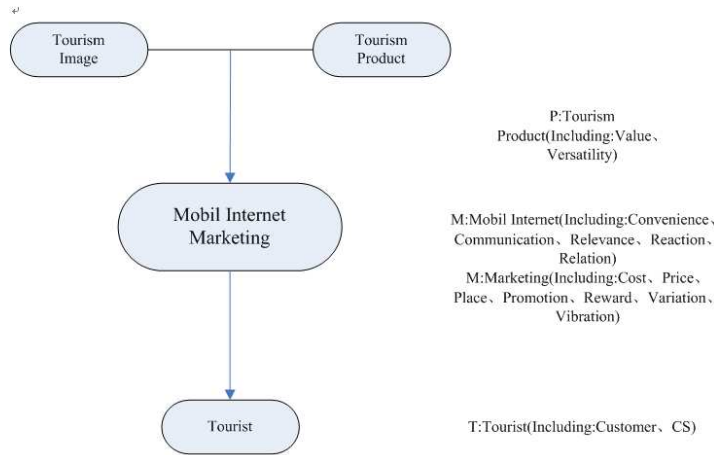 Tourism
Image
Tourism
Product
P:Tourism
Product(Including:Value、
Versatility)
Mobil Internet
Marketing
M:Mobil Internet(Including:Convenience、
Communication、Relevance、Reaction、
Relation)
M:Marketing(Including:Cost、Price、
Place、Promotion、Reward、Variation、
Vibration)
Tourist
T:Tourist(Including:Customer、CS)